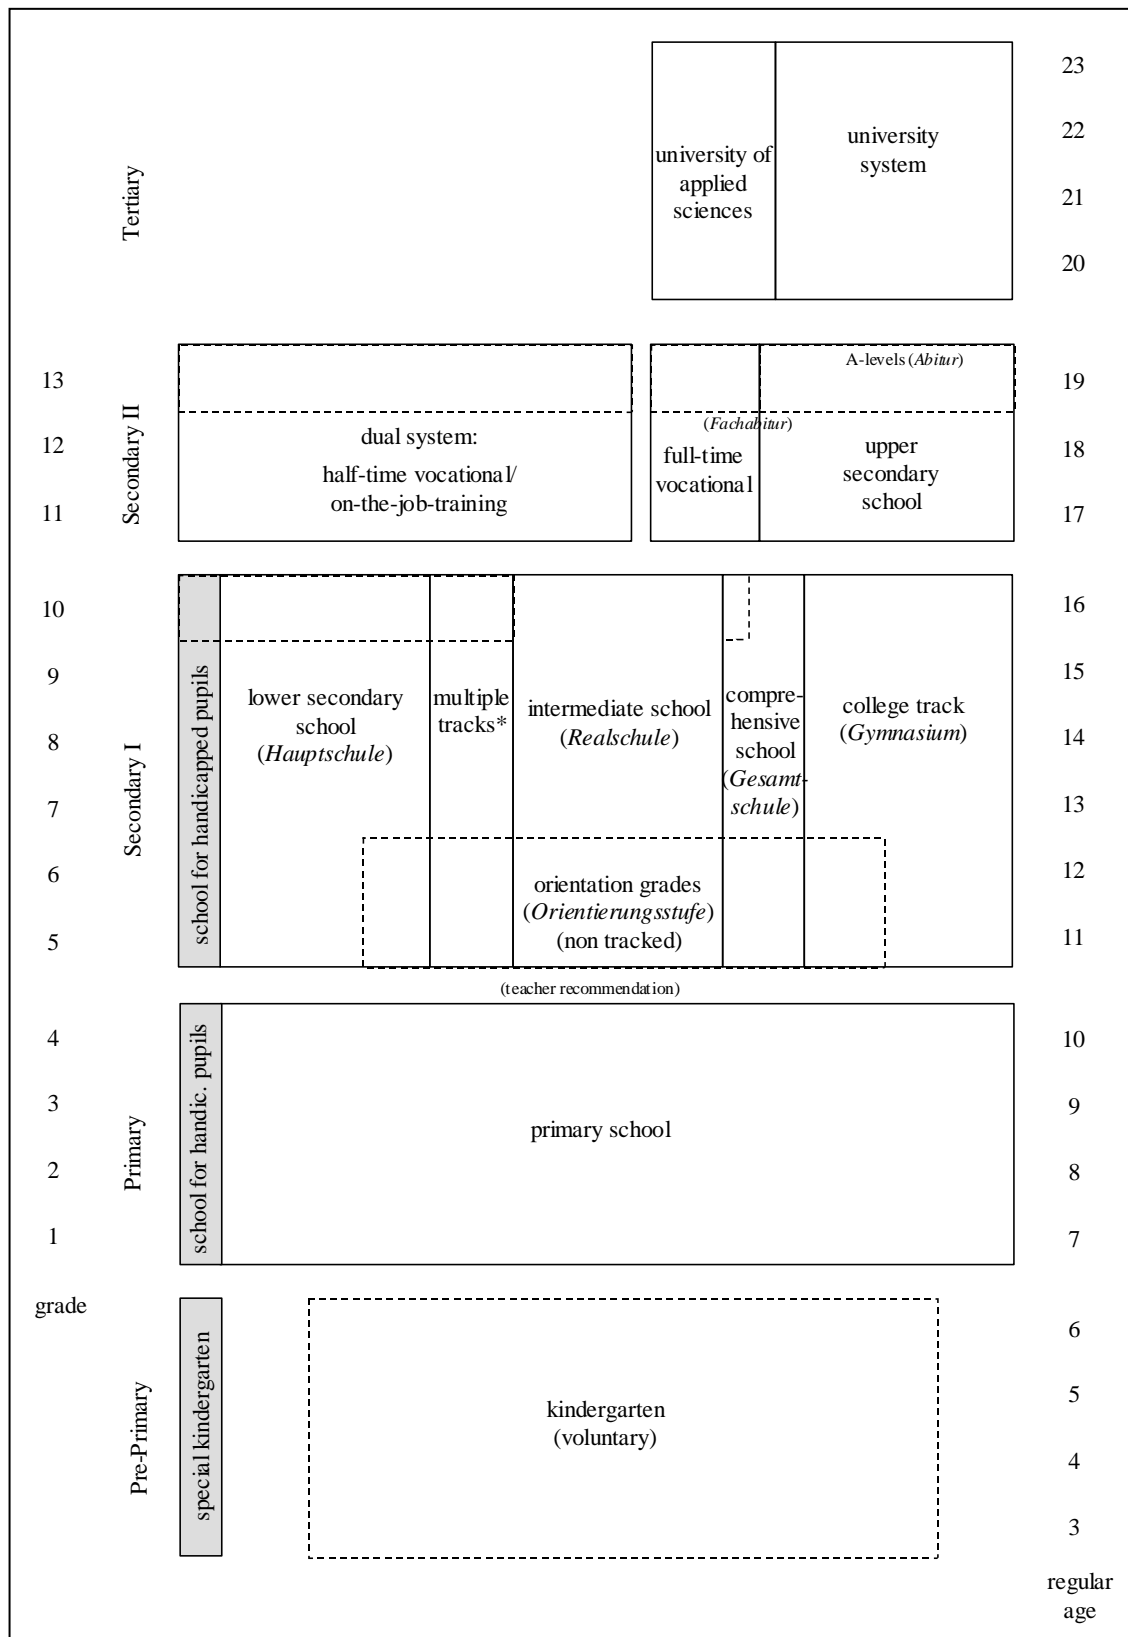 23
22
21
20
Tertiary
university of
applied
sciences
university
system
13
12
11
Secondary II
dual system:
half-time vocational/
on-the-job-training
(Fachabitur)
full-time
vocational
A-levels (Abitur)
upper
secondary
school
19
18
17
10
9
8
7
6
5
Secondary I
school for handicapped pupils
lower secondary
school
(Hauptschule)
multiple
tracks*
intermediate school
(Realschule)
compre-
hensive
school
(Gesamt-
schule)
college track
(Gymnasium)
orientation grades
(Orientierungsstufe)
(non tracked)
16
15
14
13
12
11
(teacher recommendation)
4
3
2
1
Primary
school for handic. pupils
primary school
10
9
8
7
grade
Pre-Primary
special kindergarten
kindergarten
(voluntary)
6
5
4
3
regular
age